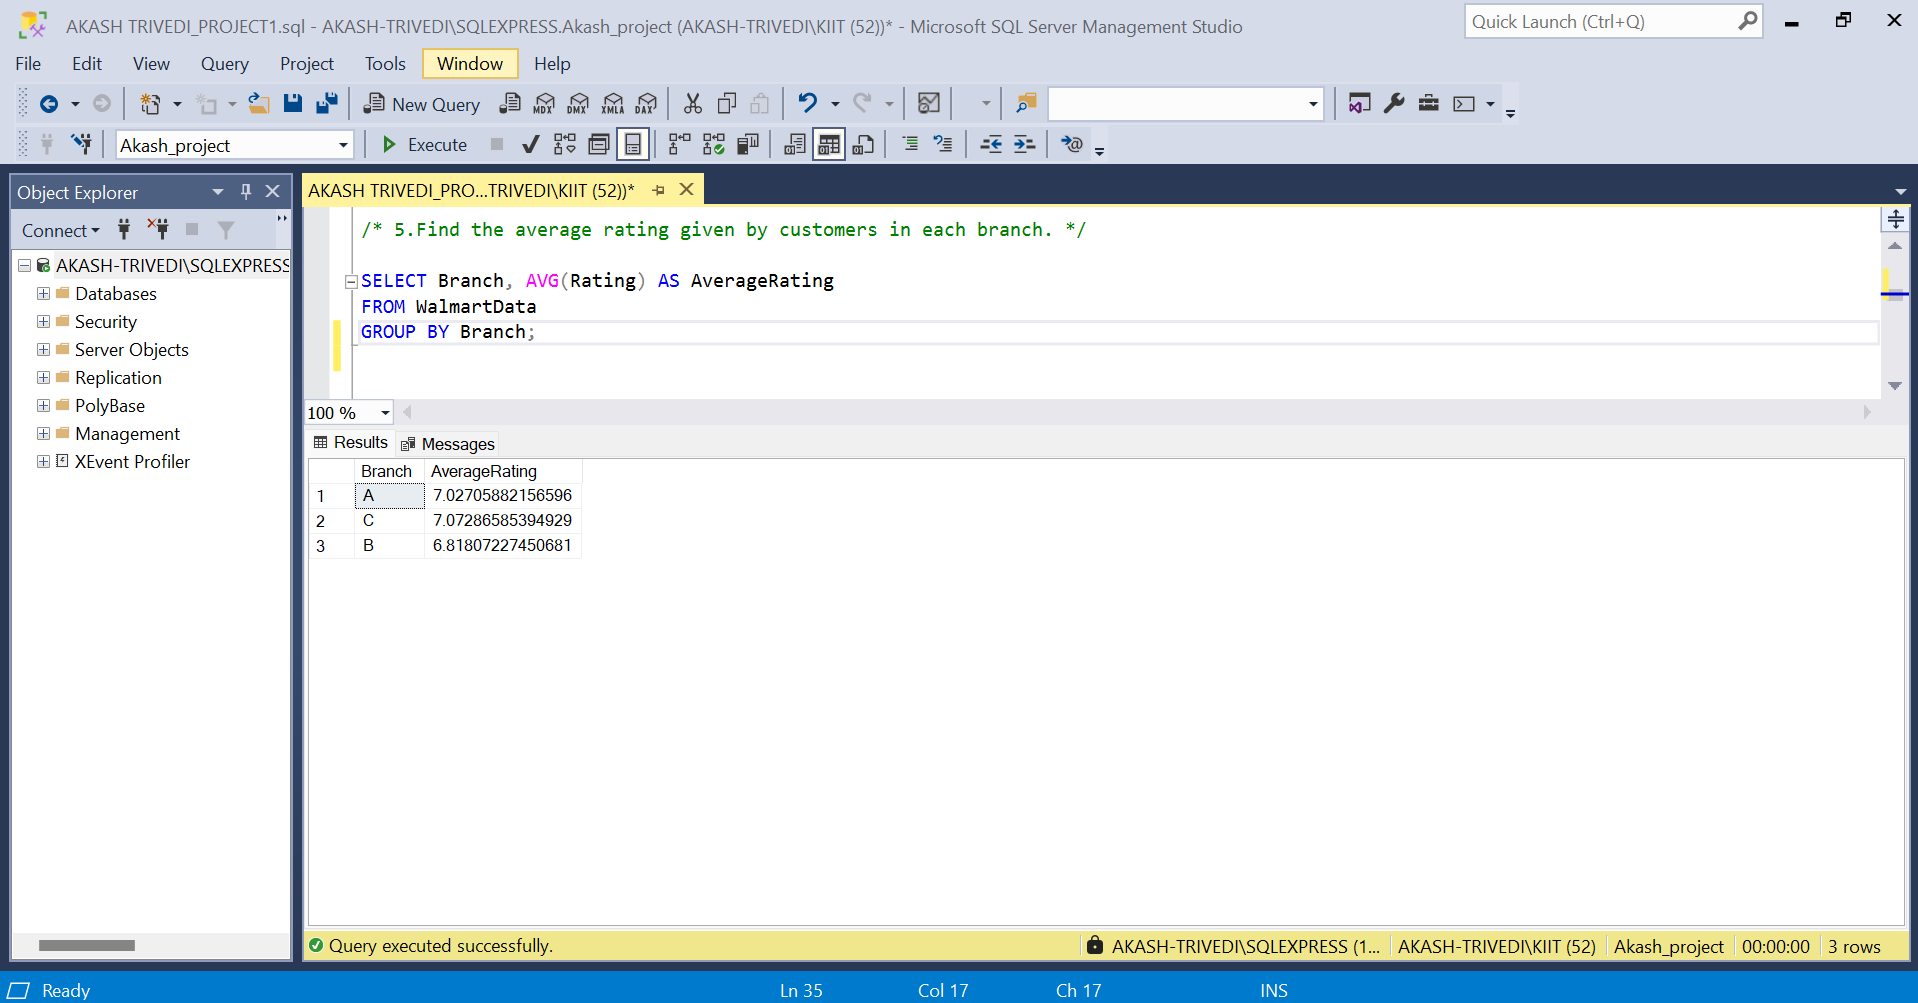 AKASH TRIVEDI_PROJECT1.sql - AKASH-TRIVEDI\SQLEXPRESS.Akash_project (AKASH-TRIVEDI\KIIT (52))* - Microsoft SQL Server Management Studio
Quick Launch (Ctrl+Q)
File Edit View Query Project Tools Window Help
New Query MDX DMX XMLA DAX
Akash_project Execute
Object Explorer
Connect
AKASH-TRIVEDI\SQLEXPRESS
Databases
Security
Server Objects
Replication
PolyBase
Management
XEvent Profiler
AKASH TRIVEDI_PRO...TRIVEDI\KIIT (52))*
/* 5.Find the average rating given by customers in each branch. */
SELECT Branch, AVG(Rating) AS AverageRating
FROM WalmartData
GROUP BY Branch;
100 %
Results Messages
Branch AverageRating
1 A 7.02705882156596
2 C 7.07286585394929
3 B 6.81807227450681
Query executed successfully. AKASH-TRIVEDI\SQLEXPRESS (1... AKASH-TRIVEDI\KIIT (52) Akash_project 00:00:00 3 rows
Ready Ln 35 Col 17 Ch 17 INS